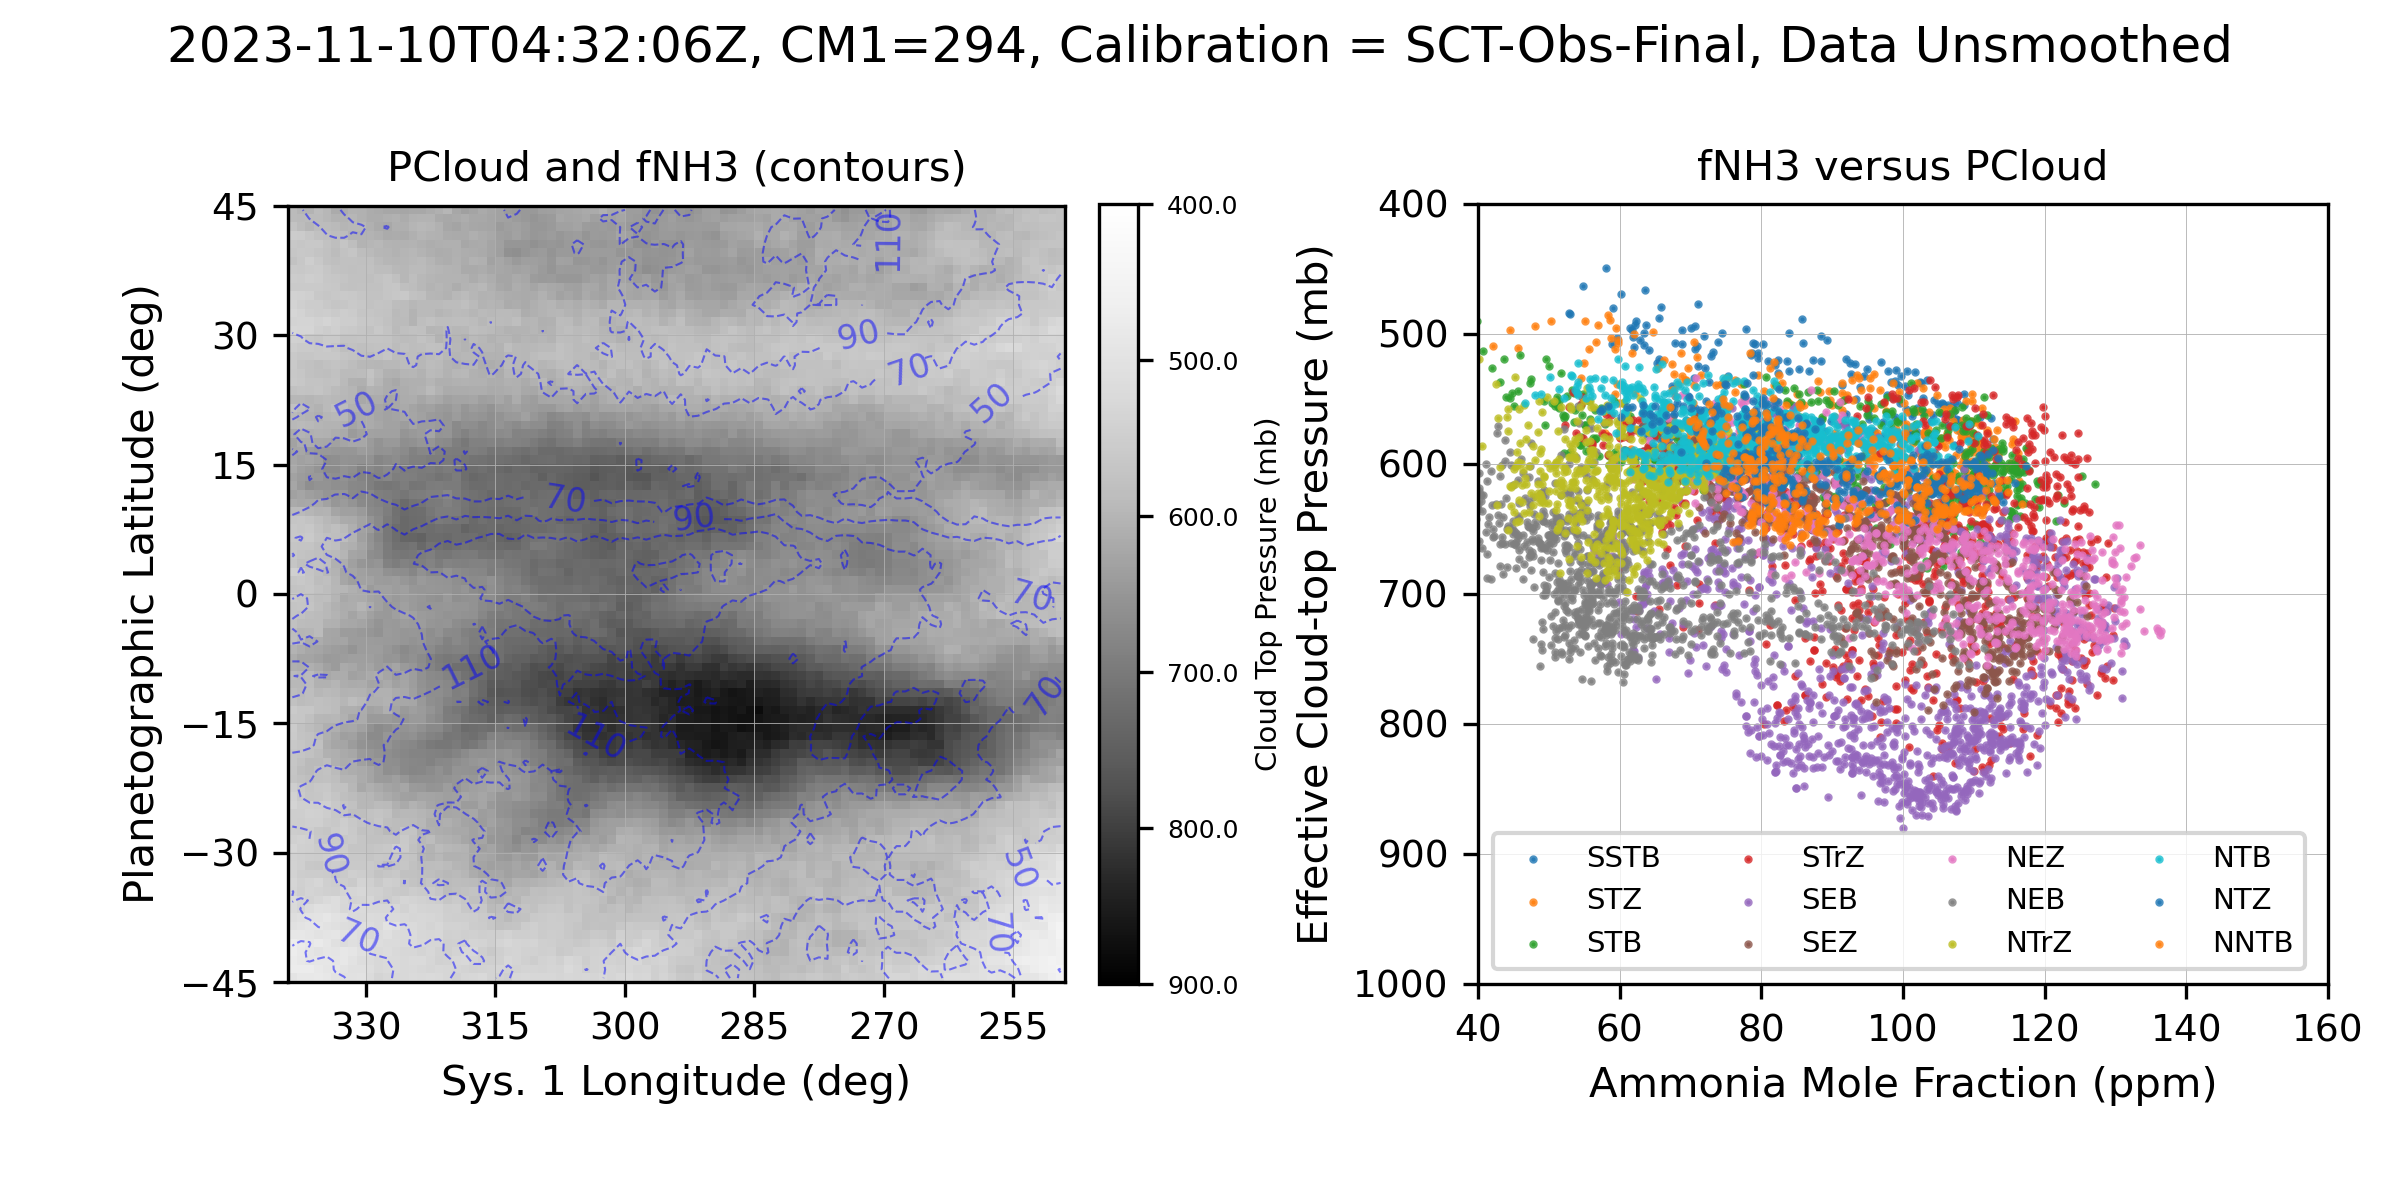 2023-11-10T04:32:06Z, CM1=294, Calibration = SCT-Obs-Final, Data Unsmoothed
PCloud and fNH3 (contours)
45
30
15
0
−15
−30
−45
Planetographic Latitude (deg)
330 315 300 285 270 255
Sys. 1 Longitude (deg)
110
90
70
50
50
70
90
70
110
110
70
90
50
70
70
400.0
500.0
600.0
700.0
800.0
900.0
Cloud Top Pressure (mb)
fNH3 versus PCloud
400
500
600
700
800
900
1000
Effective Cloud-top Pressure (mb)
SSTB STrZ NEZ NTB
STZ SEB NEB NTZ
STB SEZ NTrZ NNTB
40 60 80 100 120 140 160
Ammonia Mole Fraction (ppm)